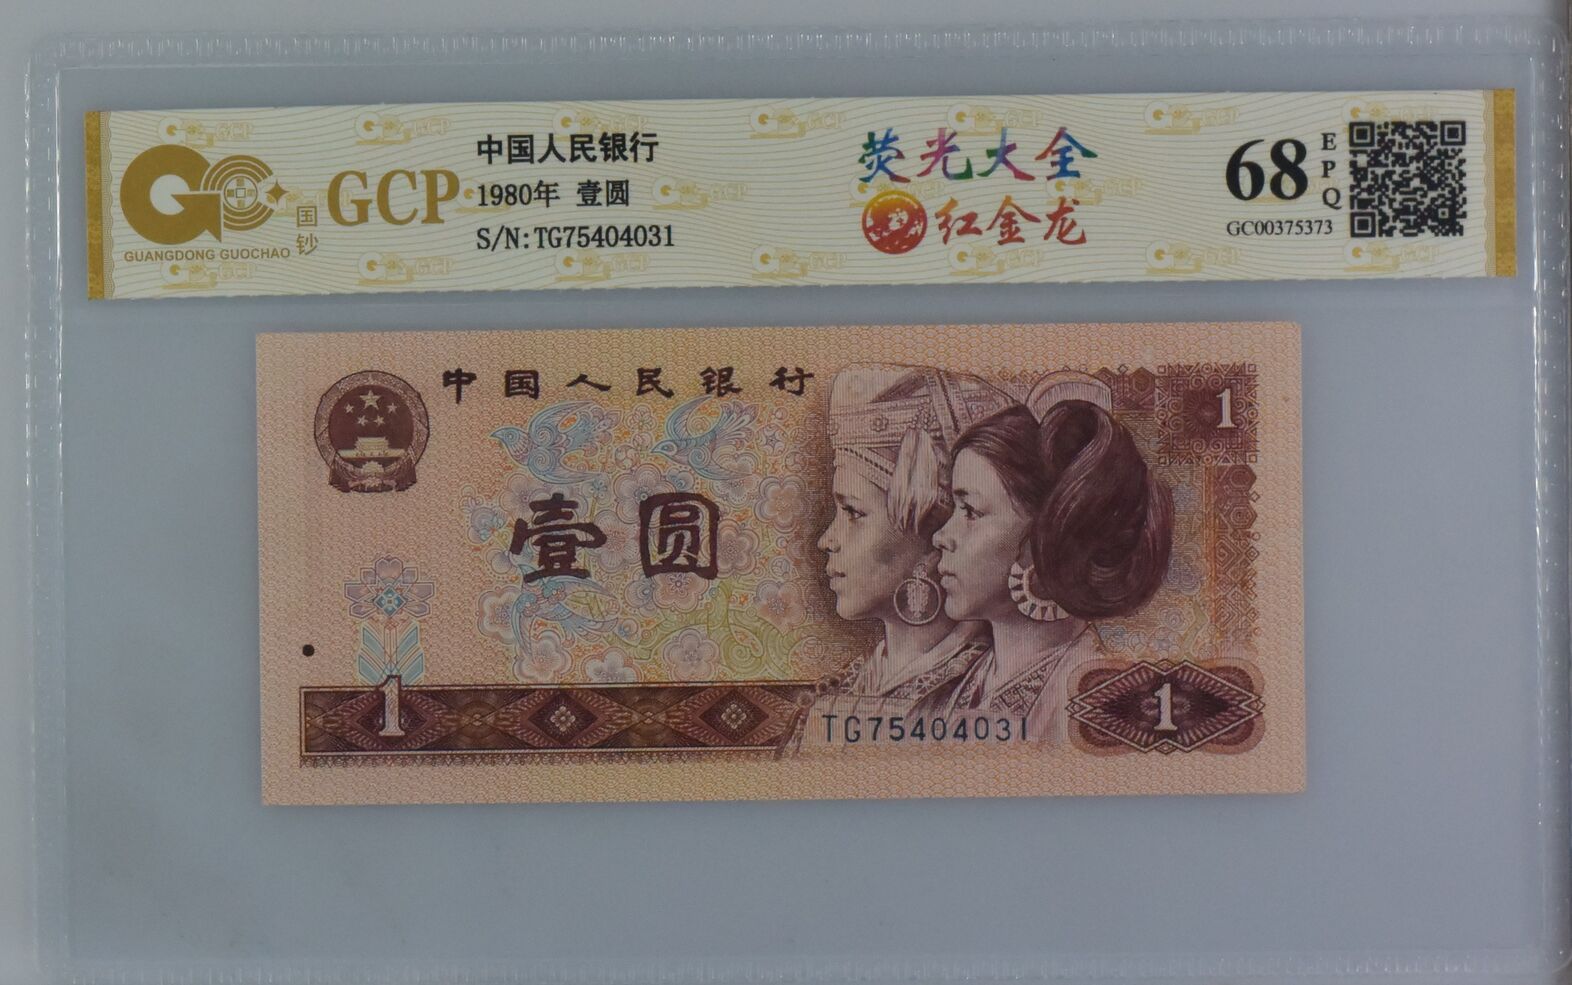 GUANGDONG GUOCHAO
国钞
GCP
中国人民银行
1980年 壹圆
S/N:TG75404031
荧光大全
红金龙
68
EPQ
GC00375373
中国人民银行
1
壹圆
1
TG75404031
1